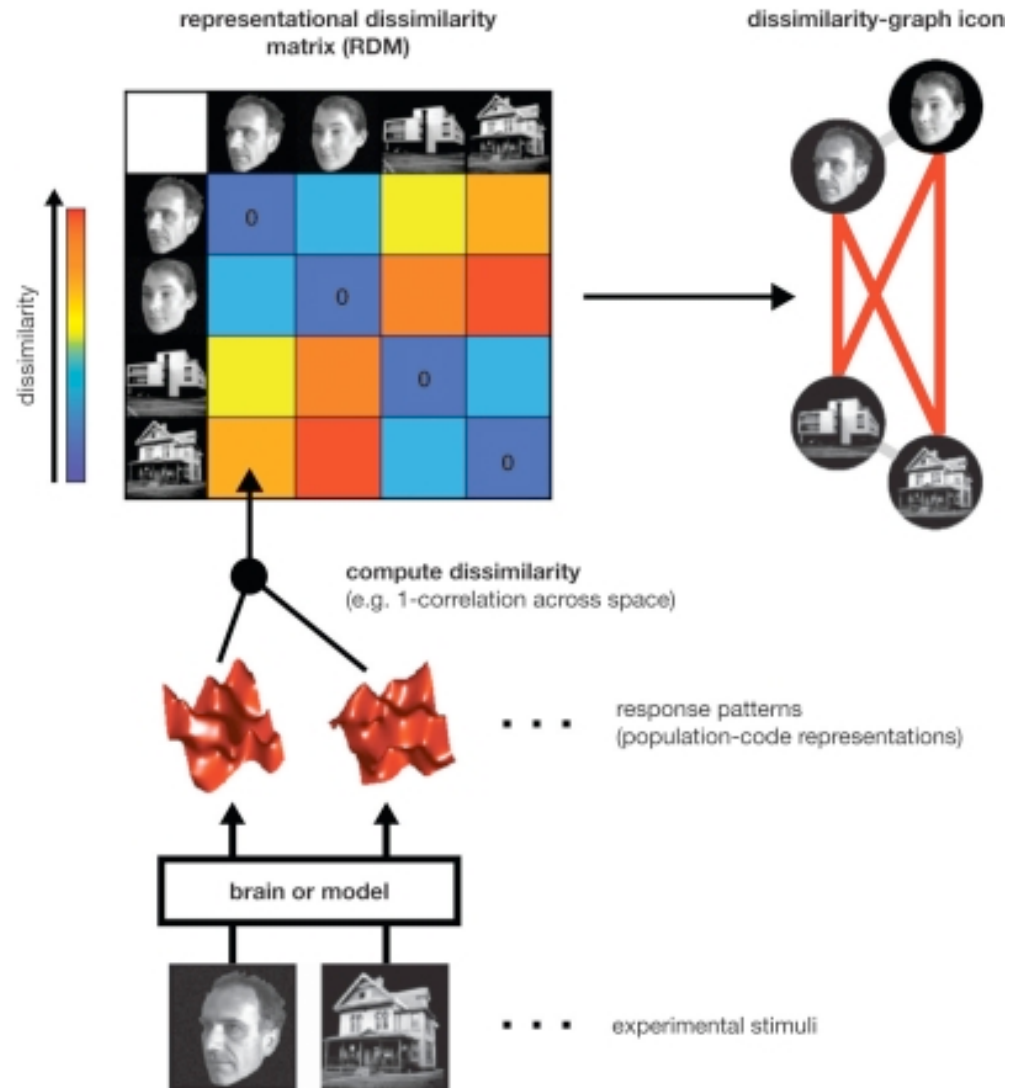 representational dissimilarity
matrix (RDM)
dissimilarity-graph icon
dissimilarity
0
0
0
0
compute dissimilarity
(e.g. 1-correlation across space)
response patterns
(population-code representations)
brain or model
experimental stimuli